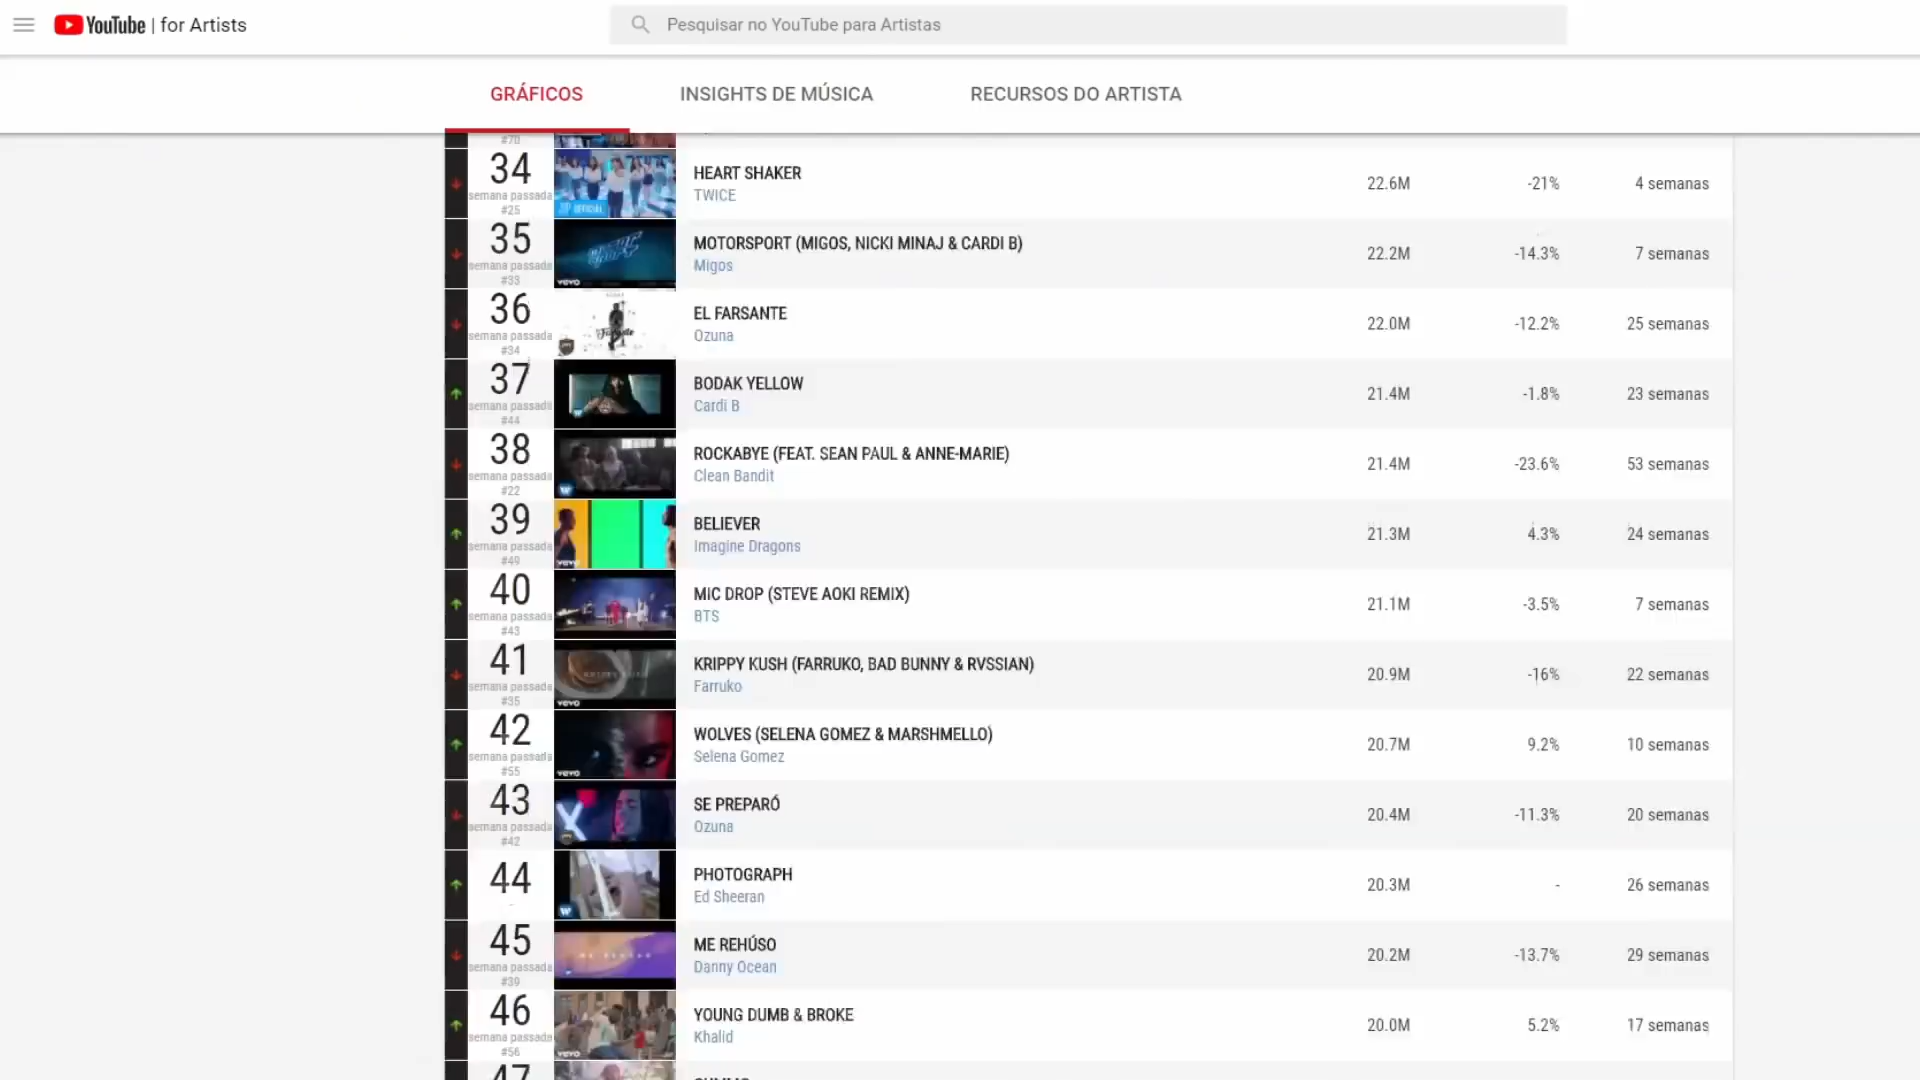 YouTube | for Artists
Pesquisar no YouTube para Artistas
GRÁFICOS
INSIGHTS DE MÚSICA
RECURSOS DO ARTISTA
#70
34
semana passada
#25
HEART SHAKER
TWICE
22.6M
-21%
4 semanas
35
semana passada
#33
vevo
MOTORSPORT (MIGOS, NICKI MINAJ & CARDI B)
Migos
22.2M
-14.3%
7 semanas
36
semana passada
#34
EL FARSANTE
Ozuna
22.0M
-12.2%
25 semanas
37
semana passada
#44
BODAK YELLOW
Cardi B
21.4M
-1.8%
23 semanas
38
semana passada
#22
ROCKABYE (FEAT. SEAN PAUL & ANNE-MARIE)
Clean Bandit
21.4M
-23.6%
53 semanas
39
semana passada
#49
vevo
BELIEVER
Imagine Dragons
21.3M
4.3%
24 semanas
40
semana passada
#43
MIC DROP (STEVE AOKI REMIX)
BTS
21.1M
-3.5%
7 semanas
41
semana passada
#35
vevo
KRIPPY KUSH (FARRUKO, BAD BUNNY & RVSSIAN)
Farruko
20.9M
-16%
22 semanas
42
semana passada
#55
vevo
WOLVES (SELENA GOMEZ & MARSHMELLO)
Selena Gomez
20.7M
9.2%
10 semanas
43
semana passada
#42
SE PREPARÓ
Ozuna
20.4M
-11.3%
20 semanas
44
-
PHOTOGRAPH
Ed Sheeran
20.3M
-
26 semanas
45
semana passada
#39
ME REHÚSO
Danny Ocean
20.2M
-13.7%
29 semanas
46
semana passada
#56
vevo
YOUNG DUMB & BROKE
Khalid
20.0M
5.2%
17 semanas
47